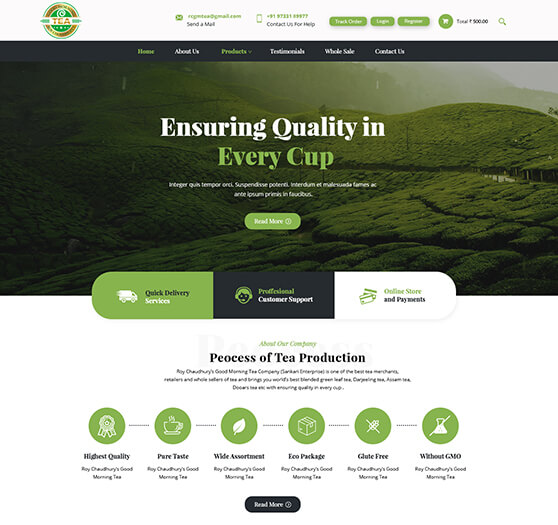 TEA
rcgmtea@gmail.com
Send a Mail
+91 97331 59977
Contact Us For Help
Track Order
Login
Register
Total ₹ 500.00
Home
About Us
Products
Testimonials
Whole Sale
Contact Us
Ensuring Quality in
Every Cup
Integer quis tempor orci. Suspendisse potenti. Interdum et malesuada fames ac
ante ipsum primis in faucibus.
Read More
Quick Delivery
Services
Proffesional
Customer Support
Online Store
and Payments
About Our Company
Peocess of Tea Production
Roy Chaudhury's Good Morning Tea Company (Sankari Enterprise) is one of the best tea merchants,
retailers and whole sellers of tea and brings you world's best blended green leaf tea, Darjeeling tea, Assam tea,
Dooars tea etc with ensuring quality in every cup .
Highest Quality
Roy Chaudhury's Good
Morning Tea
Pure Taste
Roy Chaudhury's Good
Morning Tea
Wide Assortment
Roy Chaudhury's Good
Morning Tea
Eco Package
Roy Chaudhury's Good
Morning Tea
Glute Free
Roy Chaudhury's Good
Morning Tea
Without GMO
Roy Chaudhury's Good
Morning Tea
Read More